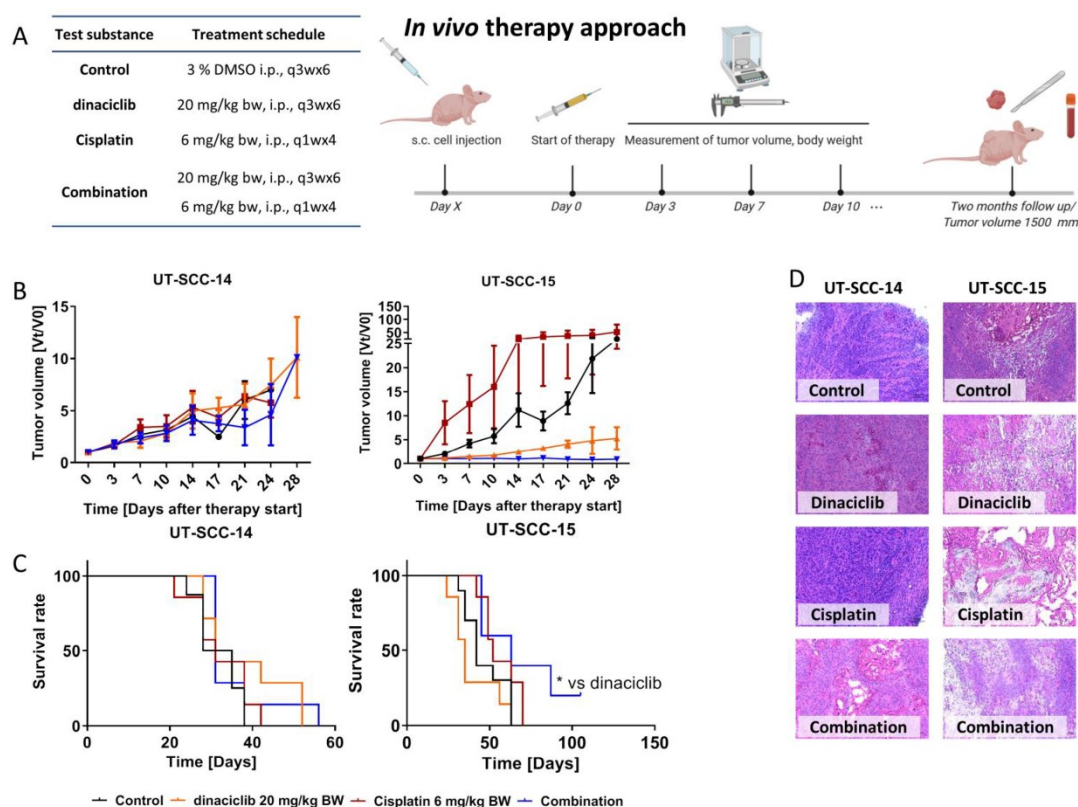 A
Test substance Treatment schedule
Control 3 % DMSO i.p., q3wx6
dinaciclib 20 mg/kg bw, i.p., q3wx6
Cisplatin 6 mg/kg bw, i.p., q1wx4
Combination 20 mg/kg bw, i.p., q3wx6
6 mg/kg bw, i.p., q1wx4
In vivo therapy approach
s.c. cell injection Start of therapy Measurement of tumor volume, body weight
Day X Day 0 Day 3 Day 7 Day 10 ... Two months follow up/
Tumor volume 1500 mm
B
UT-SCC-14
Tumor volume [Vt/V0]
15
10
5
0
0 3 7 10 14 17 21 24 28
Time [Days after therapy start]
UT-SCC-15
Tumor volume [Vt/V0]
50
25
25
20
15
10
5
0
0 3 7 10 14 17 21 24 28
Time [Days after therapy start]
C
UT-SCC-14
Survival rate
100
50
0
0 20 40 60
Time [Days]
UT-SCC-15
Survival rate
100
50
0
* vs dinaciclib
0 50 100 150
Time [Days]
Control dinaciclib 20 mg/kg BW Cisplatin 6 mg/kg BW Combination
D
UT-SCC-14 UT-SCC-15
Control Control
Dinaciclib Dinaciclib
Cisplatin Cisplatin
Combination Combination